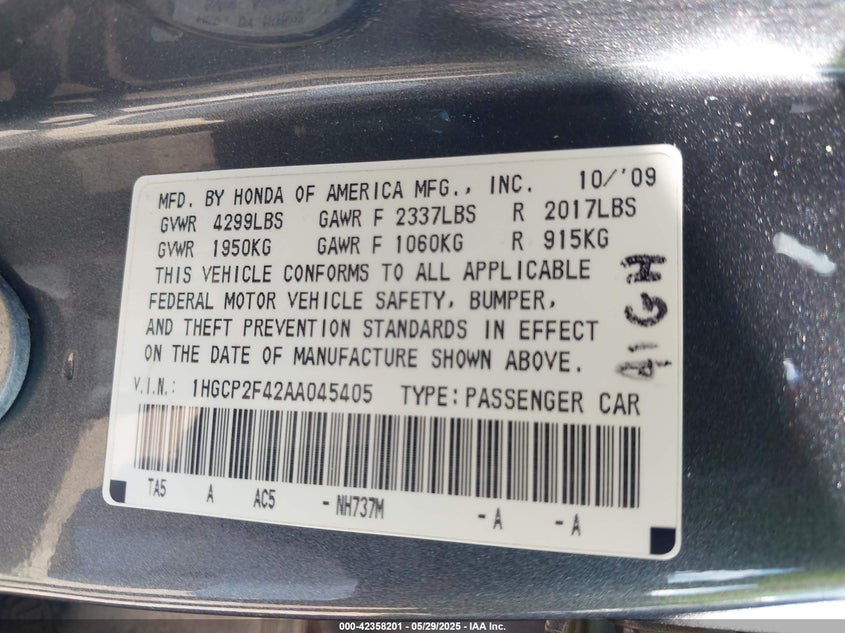 MFD. BY HONDA OF AMERICA MFG., INC. 10/'09
GVWR 4299LBS GAWR F 2337LBS R 2017LBS
GVWR 1950KG GAWR F 1060KG R 915KG
THIS VEHICLE CONFORMS TO ALL APPLICABLE
FEDERAL MOTOR VEHICLE SAFETY, BUMPER,
AND THEFT PREVENTION STANDARDS IN EFFECT
ON THE DATE OF MANUFACTURE SHOWN ABOVE.
V.I.N.: 1HGCP2F42AA045405 TYPE: PASSENGER CAR
TA5 A AC5 - NH737M - A - A
000-42358201 - 05/29/2025 - IAA Inc.